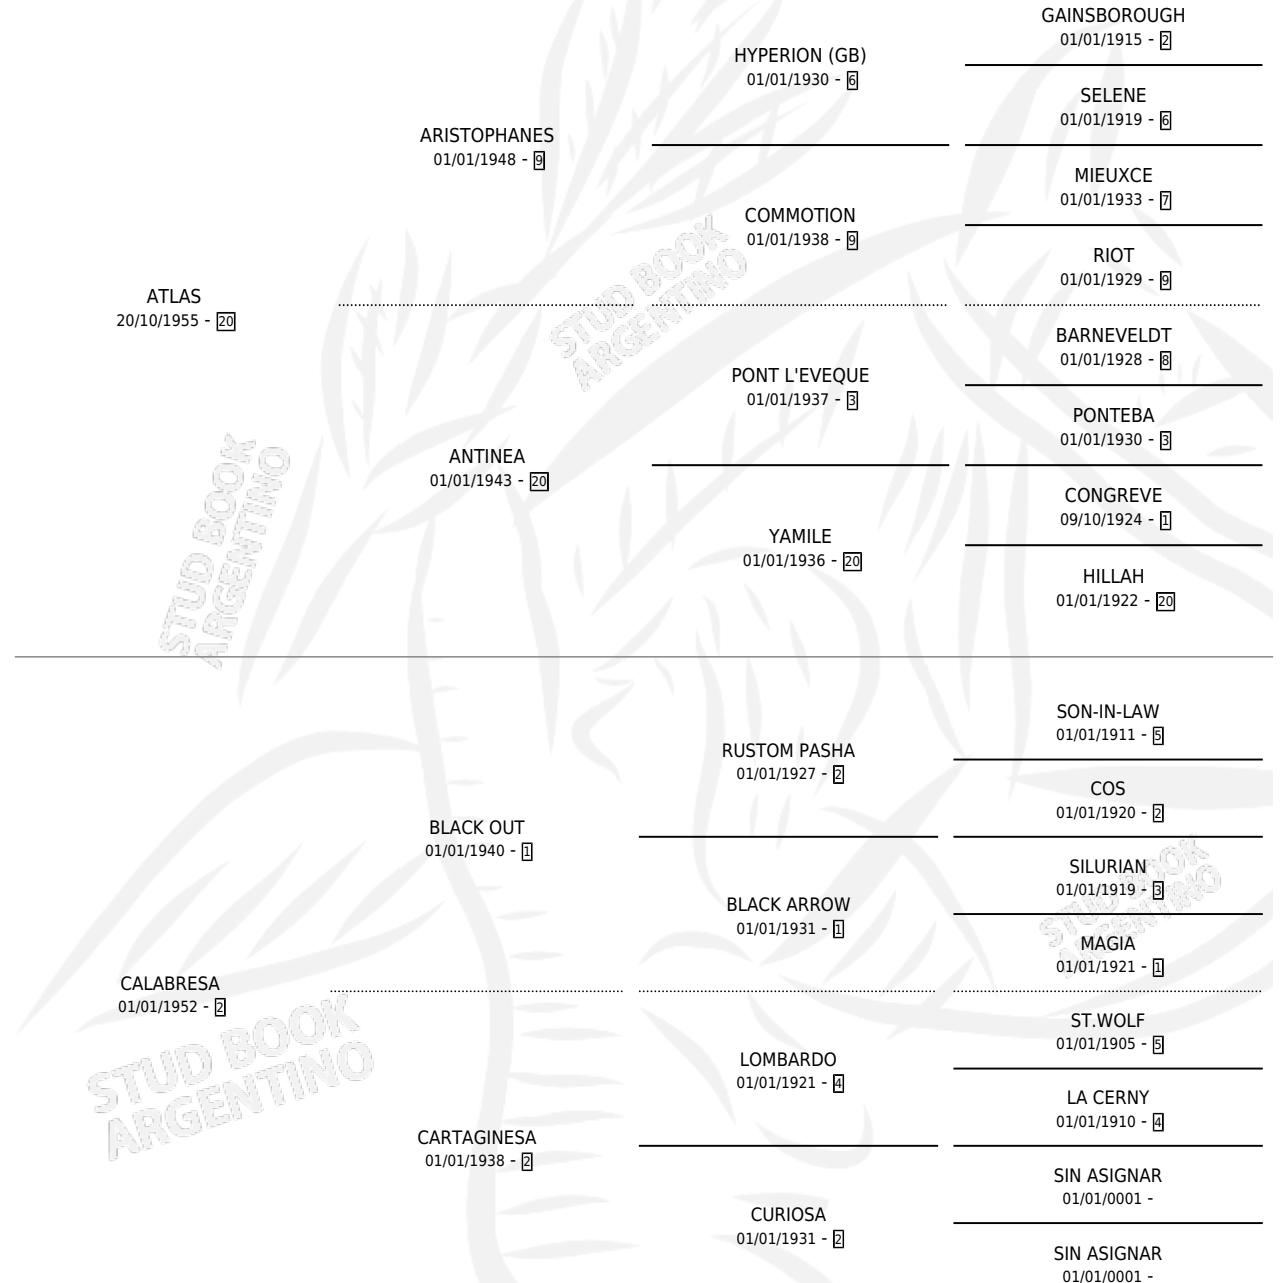 GAINSBOROUGH
01/01/1915 - 2
HYPERION (GB)
01/01/1930 - 6
SELENE
01/01/1919 - 6
ARISTOPHANES
01/01/1948 - 9
MIEUXCE
01/01/1933 - 7
COMMOTION
01/01/1938 - 9
RIOT
01/01/1929 - 9
ATLAS
20/10/1955 - 20
BARNEVELDT
01/01/1928 - 8
PONT L'EVEQUE
01/01/1937 - 3
PONTEBA
01/01/1930 - 3
ANTINEA
01/01/1943 - 20
CONGREVE
09/10/1924 - 1
YAMILE
01/01/1936 - 20
HILLAH
01/01/1922 - 20
SON-IN-LAW
01/01/1911 - 5
RUSTOM PASHA
01/01/1927 - 2
COS
01/01/1920 - 2
BLACK OUT
01/01/1940 - 1
SILURIAN
01/01/1919 - 3
BLACK ARROW
01/01/1931 - 1
MAGIA
01/01/1921 - 1
CALABRESA
01/01/1952 - 2
ST.WOLF
01/01/1905 - 5
LOMBARDO
01/01/1921 - 4
LA CERNY
01/01/1910 - 4
CARTAGINESA
01/01/1938 - 2
SIN ASIGNAR
01/01/0001 -
CURIOSA
01/01/1931 - 2
SIN ASIGNAR
01/01/0001 -
STUD BOOK
ARGENTINO
STUD BOOK
ARGENTINO
STUD BOOK
ARGENTINO
STUD BOOK
ARGENTINO